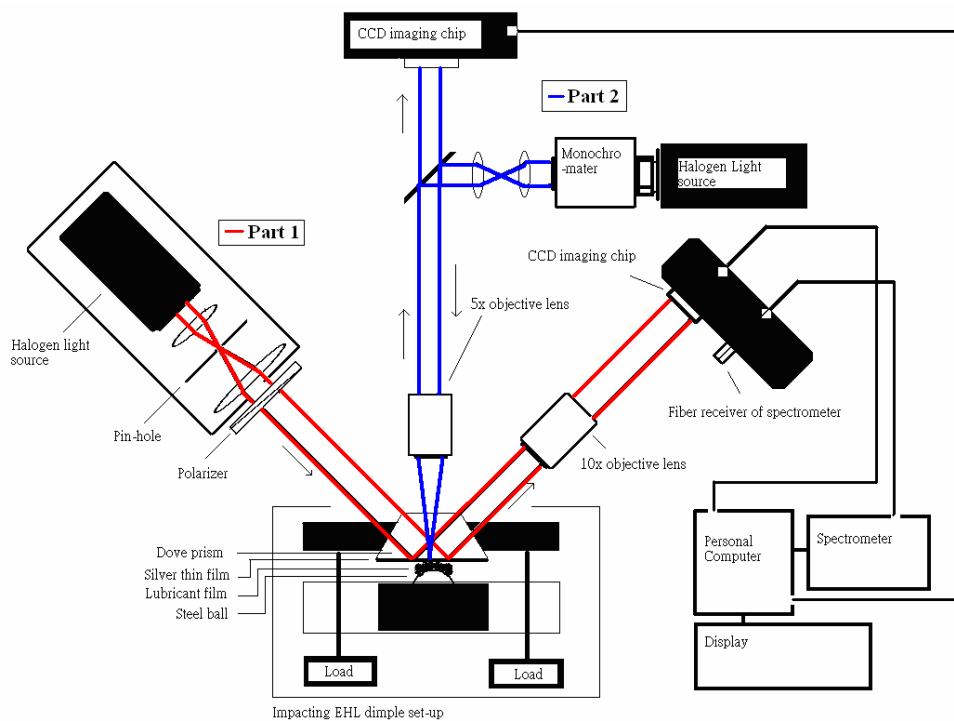 CCD imaging chip
Part 2
Monochro
-mater
Halogen Light
source
Part 1
CCD imaging chip
5x objective lens
Halogen light
source
Fiber receiver of spectrometer
Pin-hole
10x objective lens
Polarizer
Personal
Computer
Spectrometer
Dove prism
Silver thin film
Lubricant film
Steel ball
Display
Load
Load
Impacting EHL dimple set-up